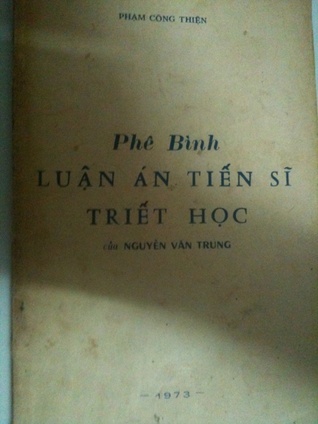 PHẠM CÔNG THIỆN
Phê Bình
LUẬN ÁN TIẾN SĨ
TRIẾT HỌC
của NGUYỄN VĂN TRUNG
- 1973 -